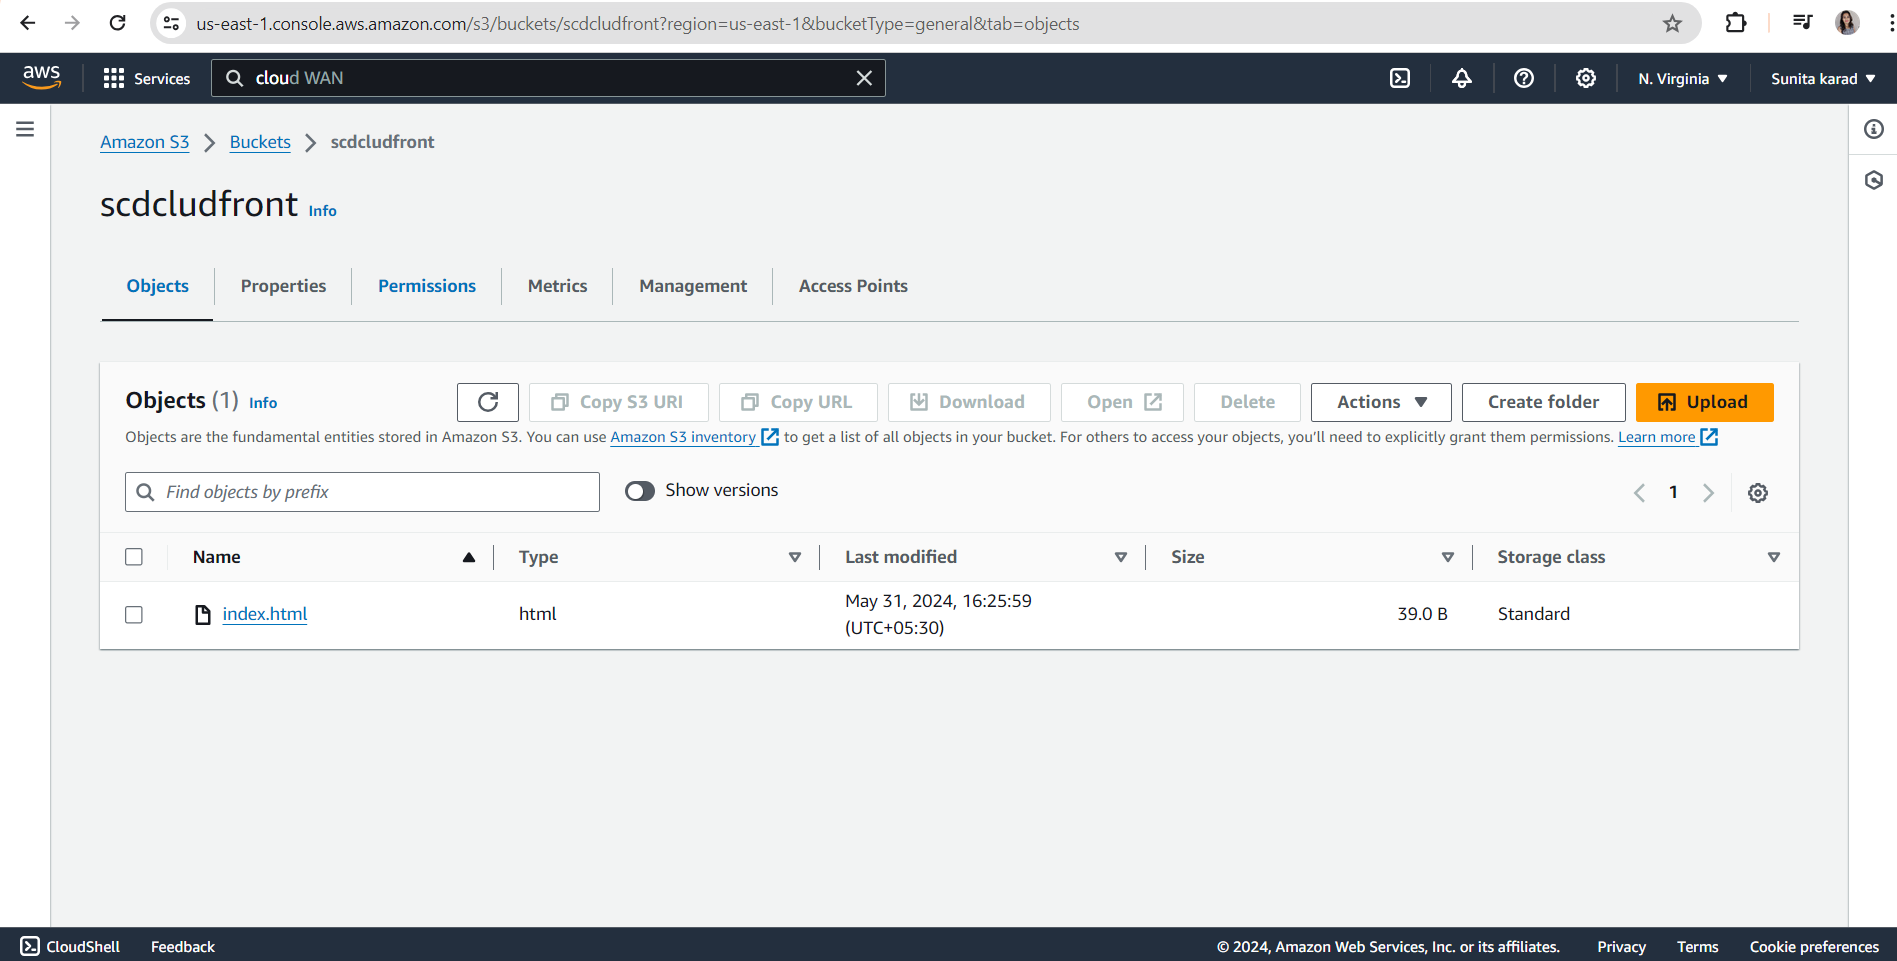 us-east-1.console.aws.amazon.com/s3/buckets/scdcludfront?region=us-east-1&bucketType=general&tab=objects
aws Services cloud WAN N. Virginia Sunita karad
Amazon S3 Buckets scdcludfront
scdcludfront Info
Objects Properties Permissions Metrics Management Access Points
Objects (1) Info Copy S3 URI Copy URL Download Open Delete Actions Create folder Upload
Objects are the fundamental entities stored in Amazon S3. You can use Amazon S3 inventory to get a list of all objects in your bucket. For others to access your objects, you'll need to explicitly grant them permissions. Learn more
Find objects by prefix Show versions 1
Name Type Last modified Size Storage class
index.html html May 31, 2024, 16:25:59 39.0 B Standard
(UTC+05:30)
CloudShell Feedback © 2024, Amazon Web Services, Inc. or its affiliates. Privacy Terms Cookie preferences